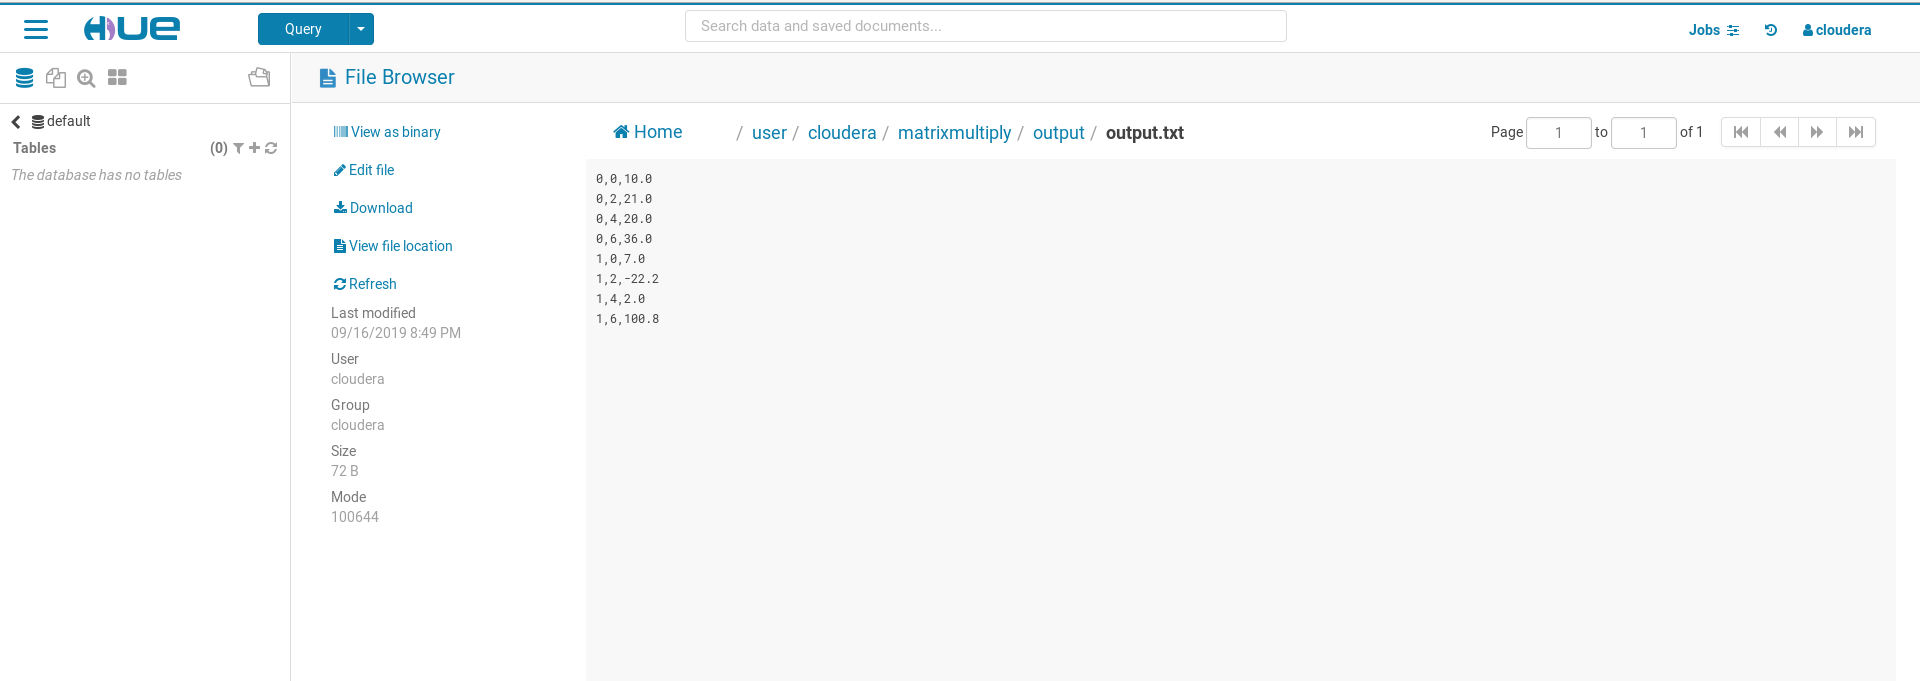 HUE
Query
Search data and saved documents...
Jobs
cloudera
File Browser
default
Tables
(0)
The database has no tables
View as binary
Edit file
Download
View file location
Refresh
Last modified
09/16/2019 8:49 PM
User
cloudera
Group
cloudera
Size
72 B
Mode
100644
Home / user / cloudera / matrixmultiply / output / output.txt
Page 1 to 1 of 1
0,0,10.0
0,2,21.0
0,4,20.0
0,6,36.0
1,0,7.0
1,2,-22.2
1,4,2.0
1,6,100.8